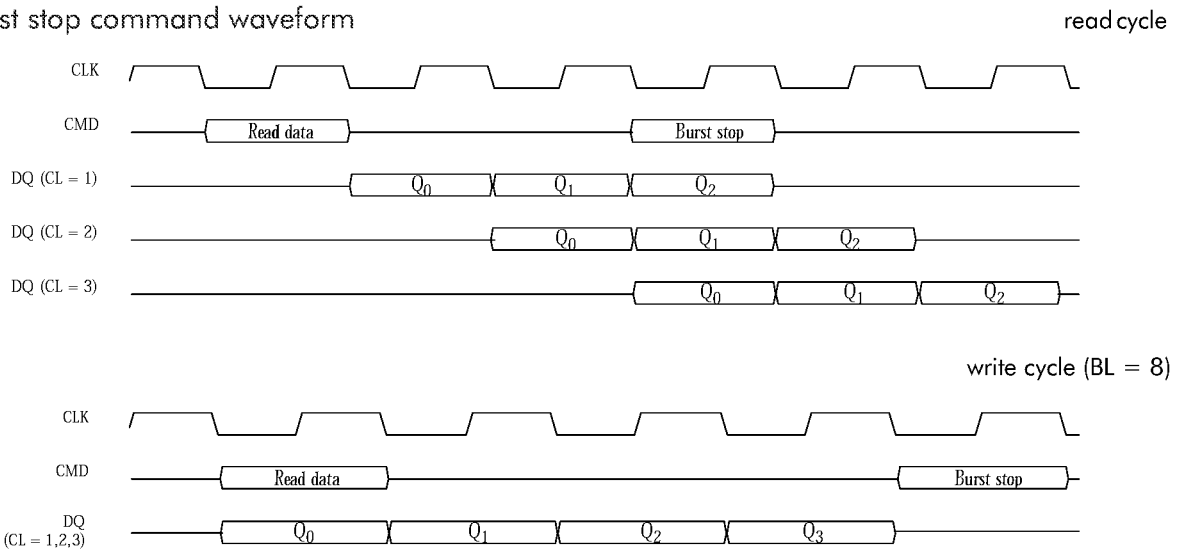 st stop command waveform
read cycle
CLK
CMD Read data Burst stop
DQ (CL = 1) Q0 Q1 Q2
DQ (CL = 2) Q0 Q1 Q2
DQ (CL = 3) Q0 Q1 Q2
write cycle (BL = 8)
CLK
CMD Read data Burst stop
DQ
(CL = 1,2,3) Q0 Q1 Q2 Q3